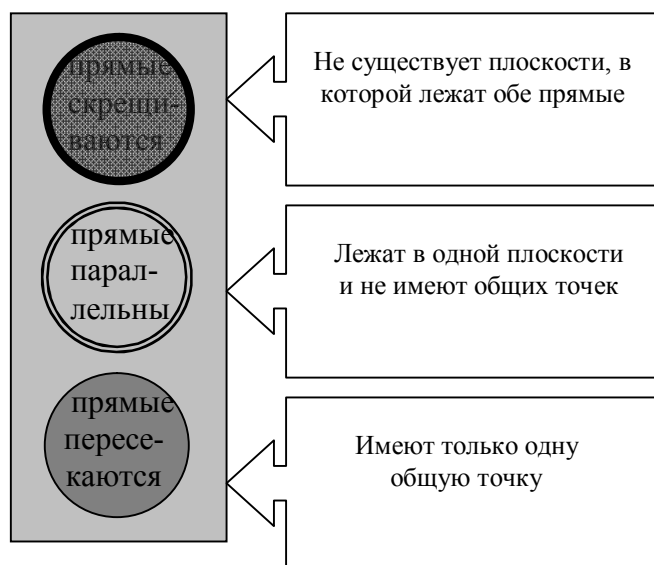 прямые
скрещи-
ваются
Не существует плоскости, в
которой лежат обе прямые
прямые
парал-
лельны
Лежат в одной плоскости
и не имеют общих точек
прямые
пересе-
каются
Имеют только одну
общую точку